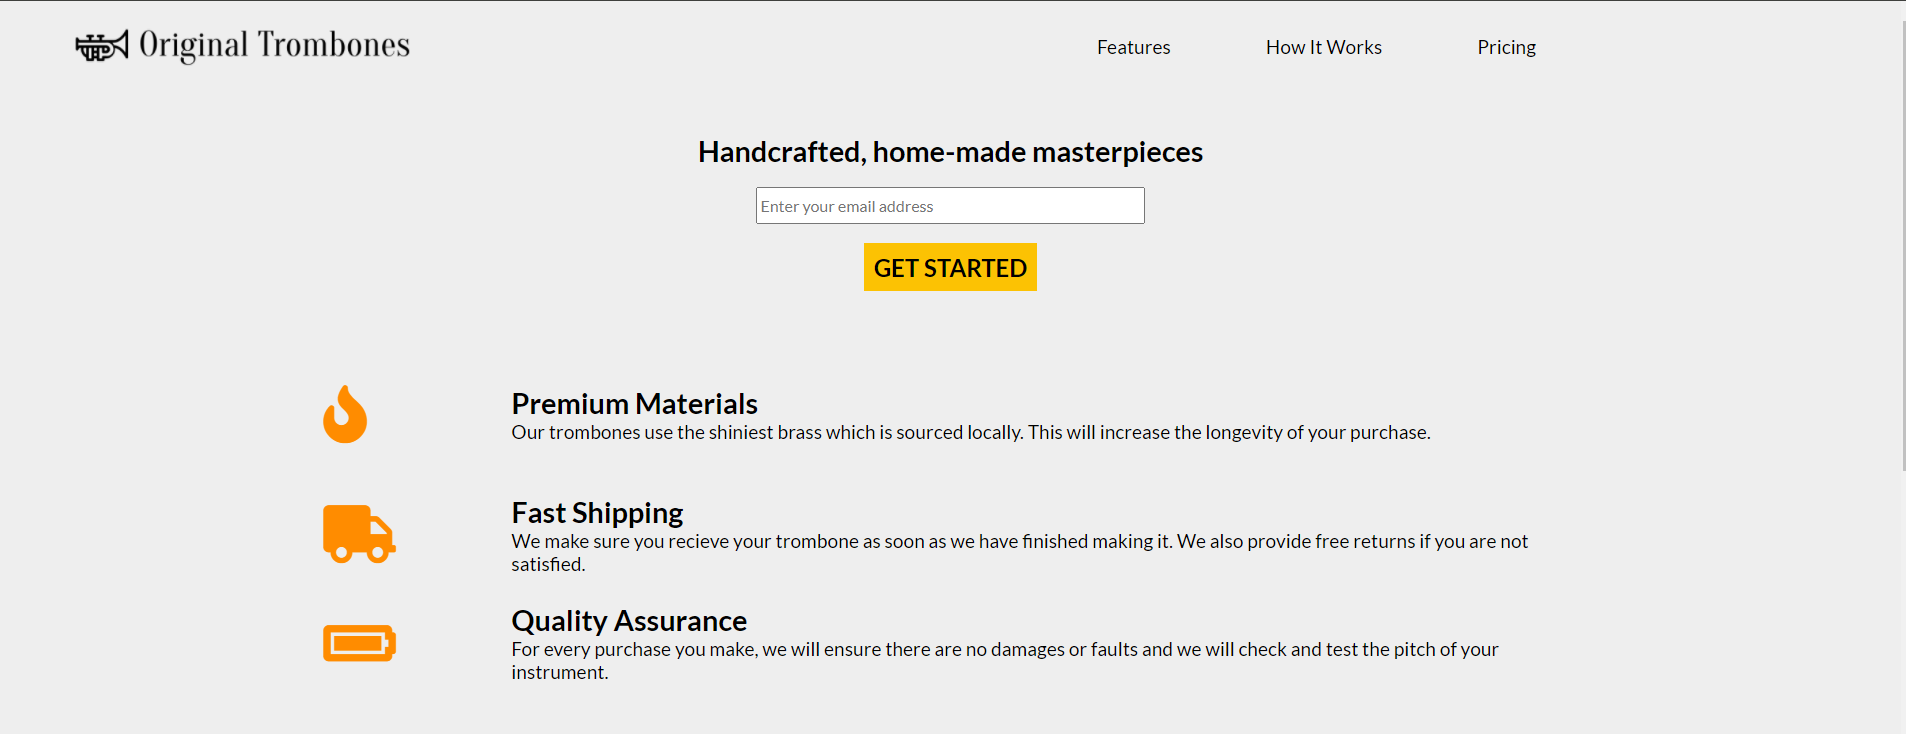 Original Trombones
Features
How It Works
Pricing
Handcrafted, home-made masterpieces
Enter your email address
GET STARTED
Premium Materials
Our trombones use the shiniest brass which is sourced locally. This will increase the longevity of your purchase.
Fast Shipping
We make sure you recieve your trombone as soon as we have finished making it. We also provide free returns if you are not
satisfied.
Quality Assurance
For every purchase you make, we will ensure there are no damages or faults and we will check and test the pitch of your
instrument.